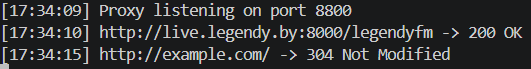 [17:34:09] Proxy listening on port 8800
[17:34:10] http://live.legendy.by:8000/legendyfm -> 200 OK
[17:34:15] http://example.com/ -> 304 Not Modified